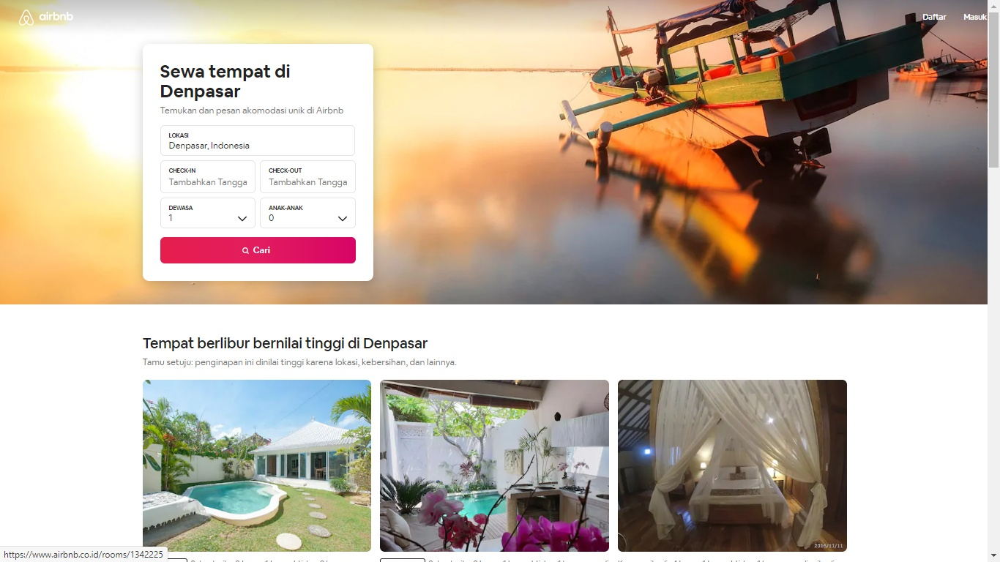 airbnb
Daftar Masuk
Sewa tempat di
Denpasar
Temukan dan pesan akomodasi unik di Airbnb
LOKASI
Denpasar, Indonesia
CHECK-IN
Tambahkan Tangga
CHECK-OUT
Tambahkan Tangga
DEWASA
1
ANAK-ANAK
0
Cari
Tempat berlibur bernilai tinggi di Denpasar
Tamu setuju: penginapan ini dinilai tinggi karena lokasi, kebersihan, dan lainnya.
2016/11/11
https://www.airbnb.co.id/rooms/1342225